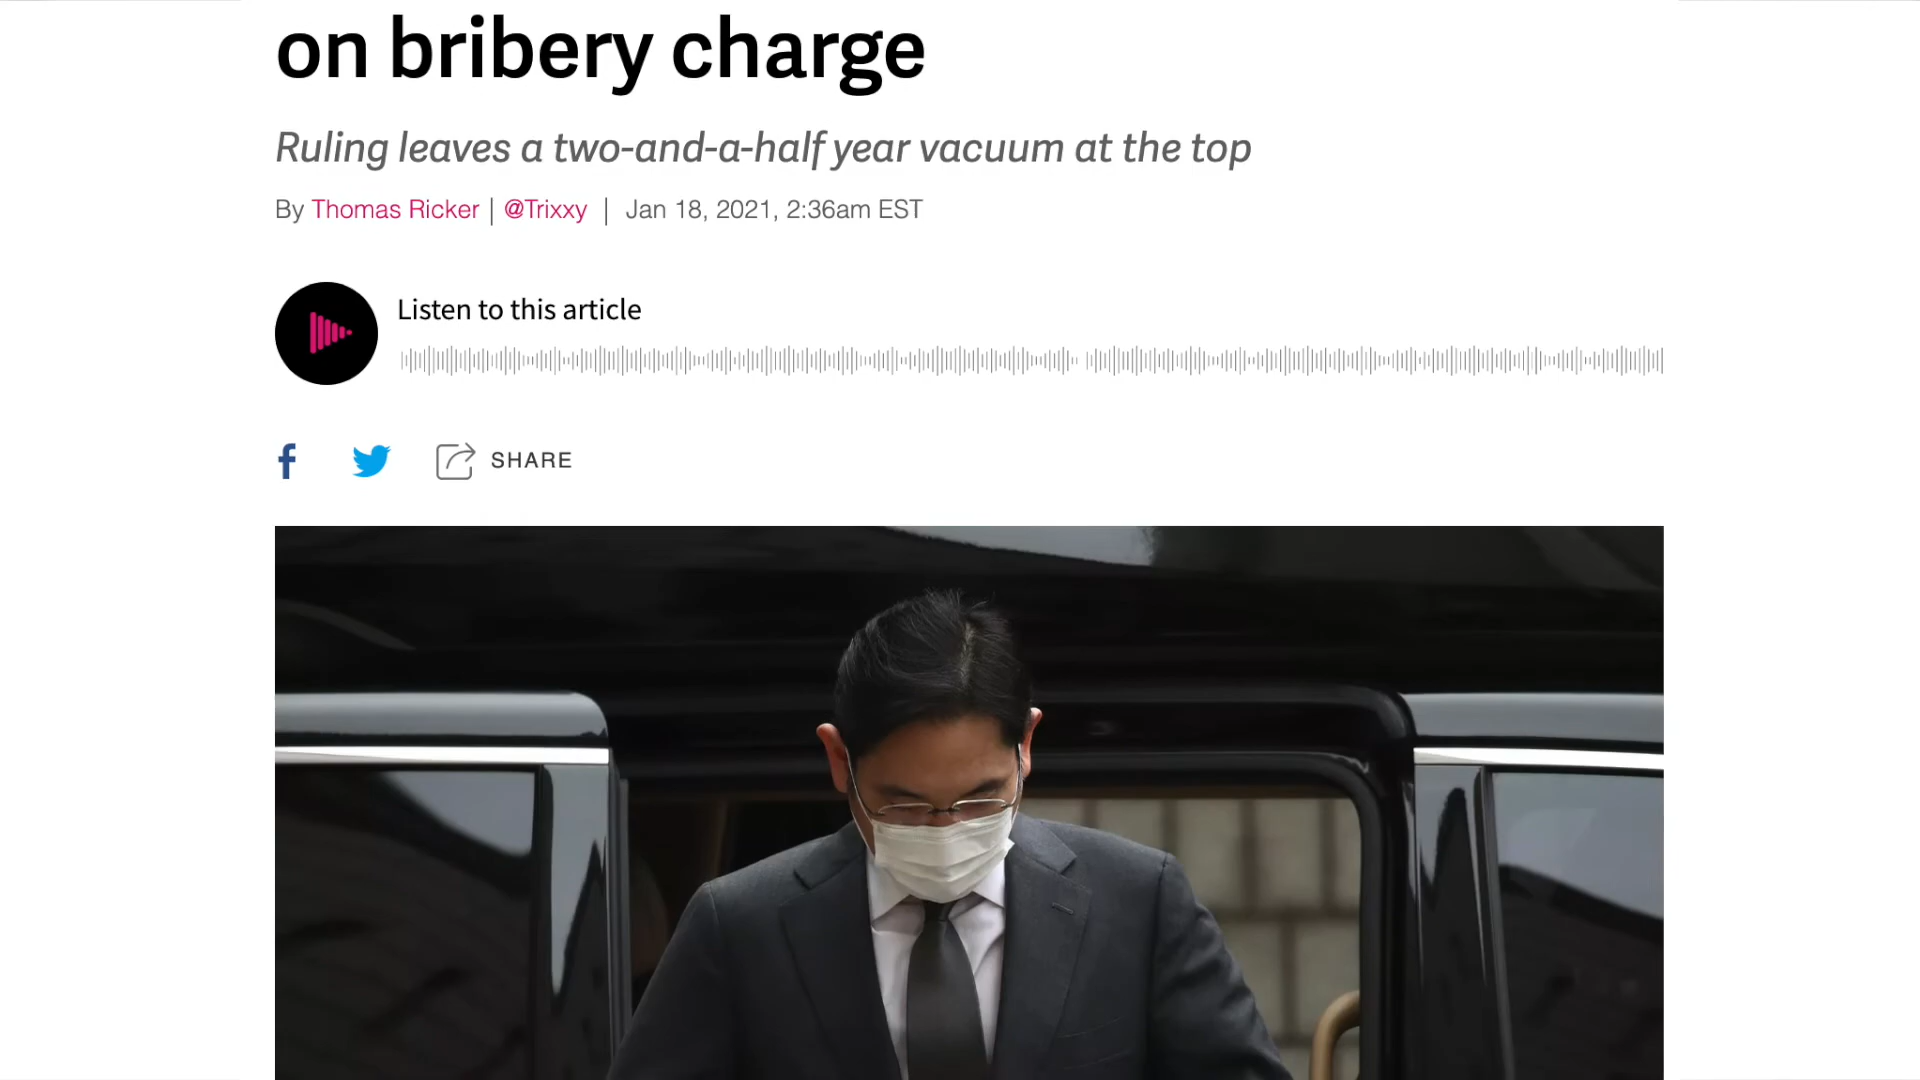 on bribery charge
Ruling leaves a two-and-a-half year vacuum at the top
By Thomas Ricker | @Trixxy | Jan 18, 2021, 2:36am EST
Listen to this article
SHARE